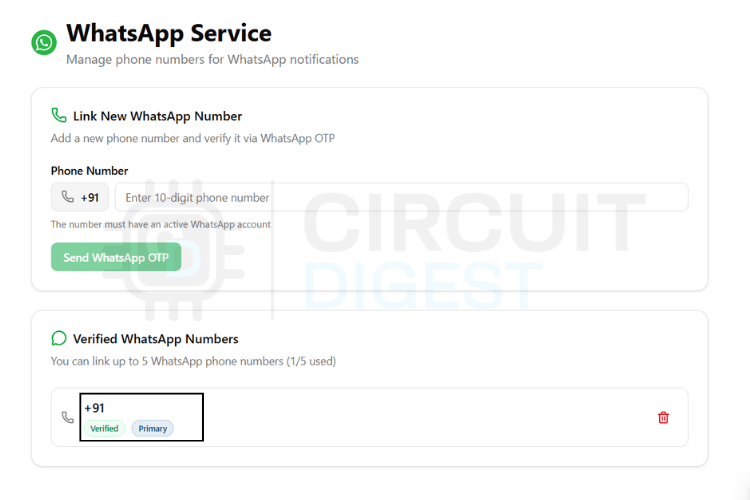 WhatsApp Service
Manage phone numbers for WhatsApp notifications
Link New WhatsApp Number
Add a new phone number and verify it via WhatsApp OTP
Phone Number
+91 Enter 10-digit phone number
The number must have an active WhatsApp account
Send WhatsApp OTP
CIRCUIT
DIGEST
Verified WhatsApp Numbers
You can link up to 5 WhatsApp phone numbers (1/5 used)
+91
Verified Primary